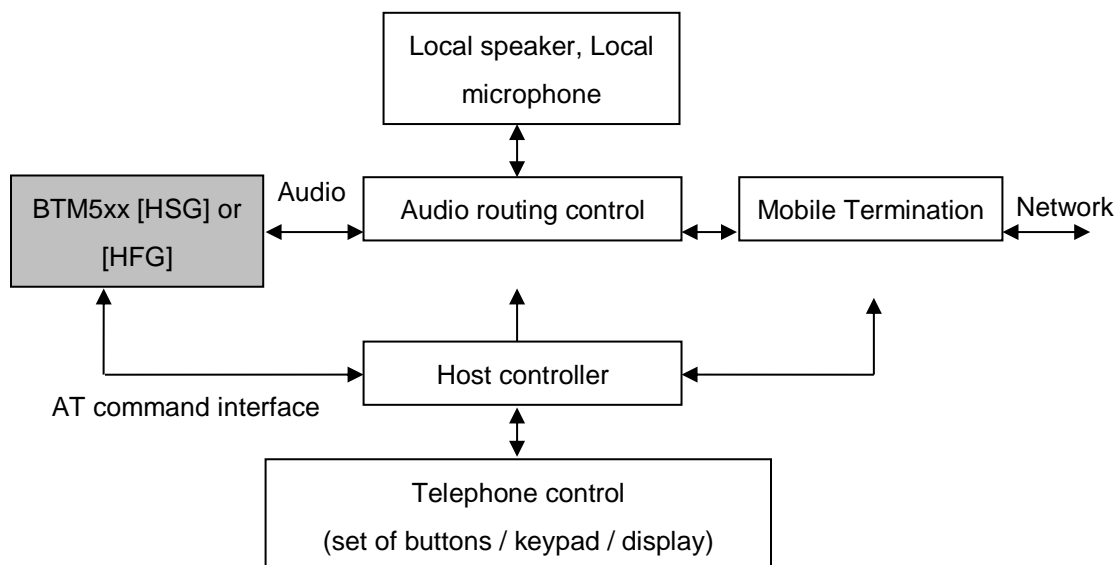 Local speaker, Local
microphone
BTM5xx [HSG] or
[HFG]
Audio
Audio routing control
Mobile Termination
Network
Host controller
AT command interface
Telephone control
(set of buttons / keypad / display)